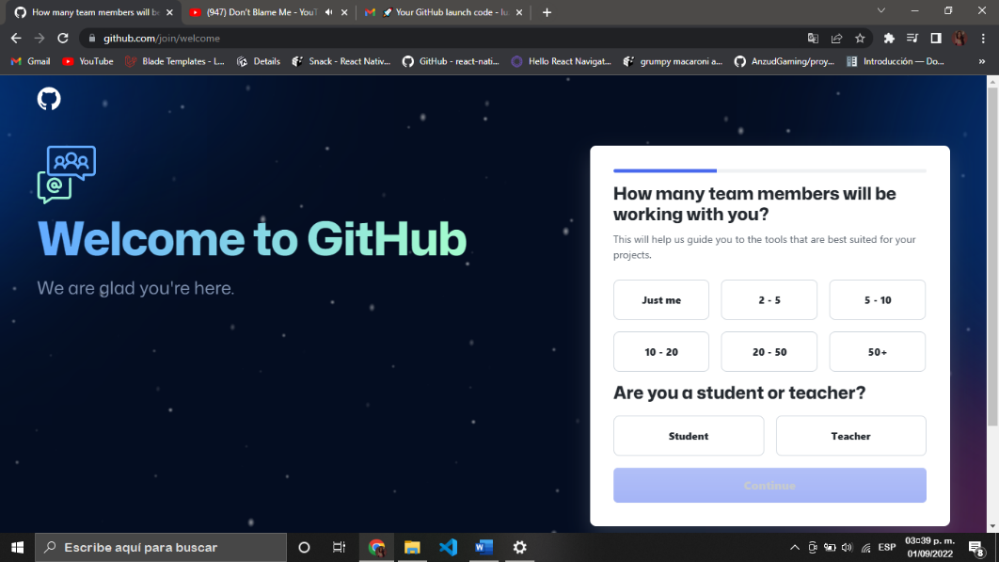 How many team members will be
(947) Don't Blame Me - YouT
🚀 Your GitHub launch code - lu
github.com/join/welcome
Gmail
YouTube
Blade Templates - L...
Details
Snack - React Nativ...
GitHub - react-nati...
Hello React Navigat...
grumpy macaroni a...
AnzudGaming/proy...
Introducción — Do...
»
Welcome to GitHub
We are glad you're here.
How many team members will be
working with you?
This will help us guide you to the tools that are best suited for your
projects.
Just me
2 - 5
5 - 10
10 - 20
20 - 50
50+
Are you a student or teacher?
Student
Teacher
Continue
Escribe aquí para buscar
ESP
03:39 p. m.
01/09/2022
8